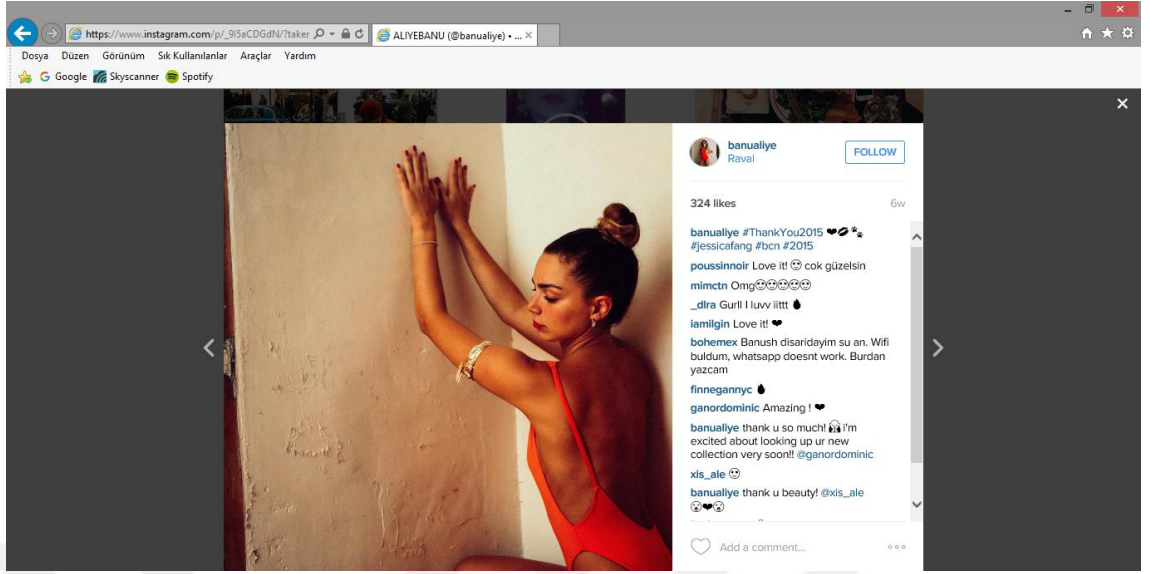 https://www.instagram.com/p/_9I5aCDGdN/?taker
ALIYEBANU (@banualiye) • ...
Dosya Düzen Görünüm Sık Kullanılanlar Araçlar Yardım
Google Skyscanner Spotify
banualiye
Raval
FOLLOW
324 likes 6w
banualiye #ThankYou2015
#jessicafang #bcn #2015
poussinnoir Love it! cok güzelsin
mimctn Omg
_dlra Gurll I luvv iittt
iamilgin Love it!
bohemex Banush disaridayim su an. Wifi
buldum, whatsapp doesnt work. Burdan
yazcam
finnegannyc
ganordominic Amazing !
banualiye thank u so much! i'm
excited about looking up ur new
collection very soon!! @ganordominic
xis_ale
banualiye thank u beauty! @xis_ale
Add a comment...